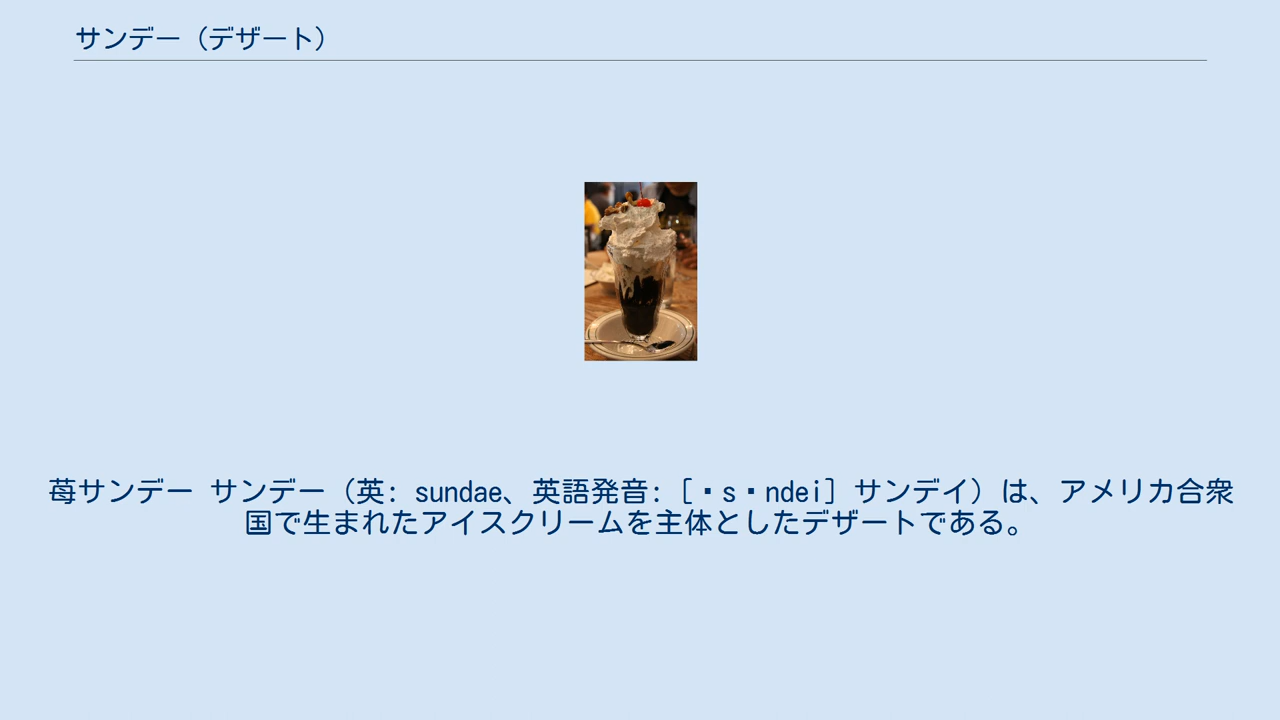 サンデー（デザート）
苺サンデー サンデー（英: sundae、英語発音: [▪s▪ndei] サンデイ）は、アメリカ合衆
国で生まれたアイスクリームを主体としたデザートである。